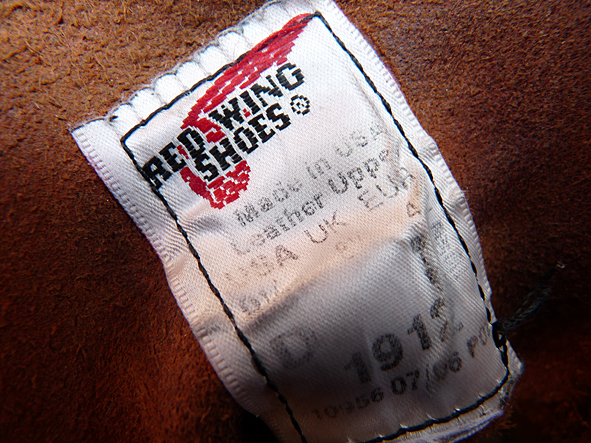 RED WING
SHOES®
Made in USA
Leather Upper
USA UK EUR
D
1912
10956 07/06